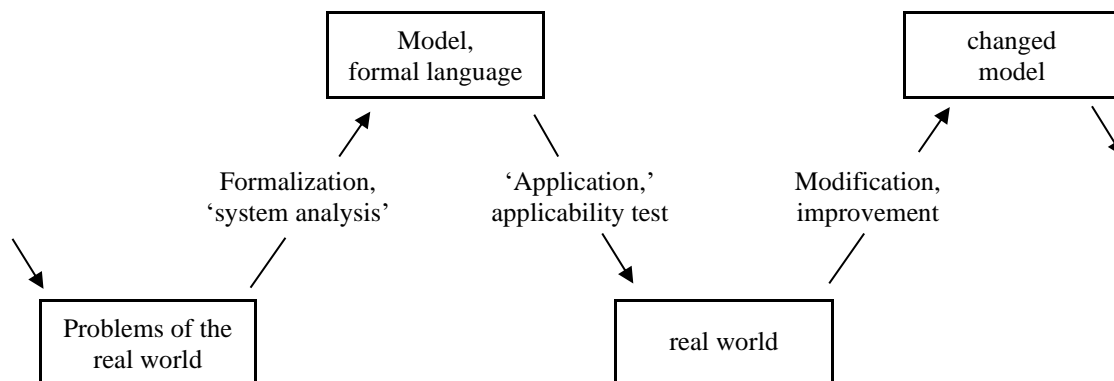 Model,
formal language
changed
model
Formalization,
‘system analysis’
‘Application,’
applicability test
Modification,
improvement
Problems of the
real world
real world